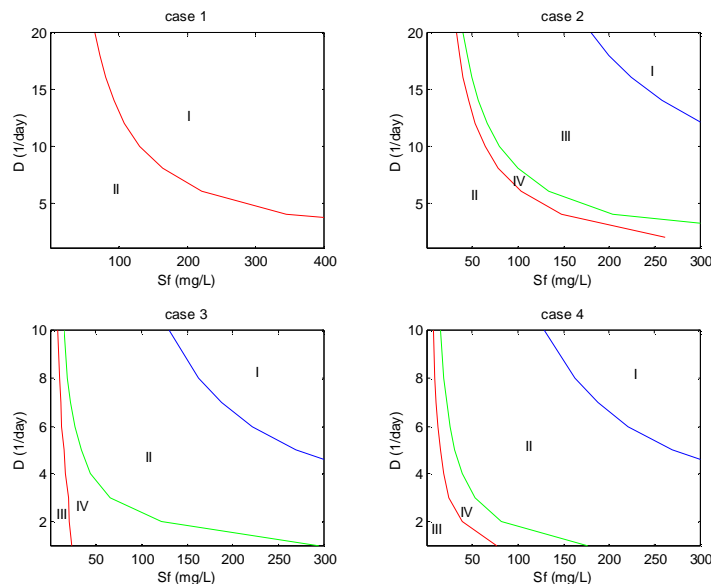 case 1
20
15
10
5
D (1/day)
I
II
100
200
300
400
Sf (mg/L)
case 2
20
15
10
5
D (1/day)
I
III
IV
II
50
100
150
200
250
300
Sf (mg/L)
case 3
10
8
6
4
2
D (1/day)
I
II
IV
III
50
100
150
200
250
300
Sf (mg/L)
case 4
10
8
6
4
2
D (1/day)
I
II
IV
III
50
100
150
200
250
300
Sf (mg/L)